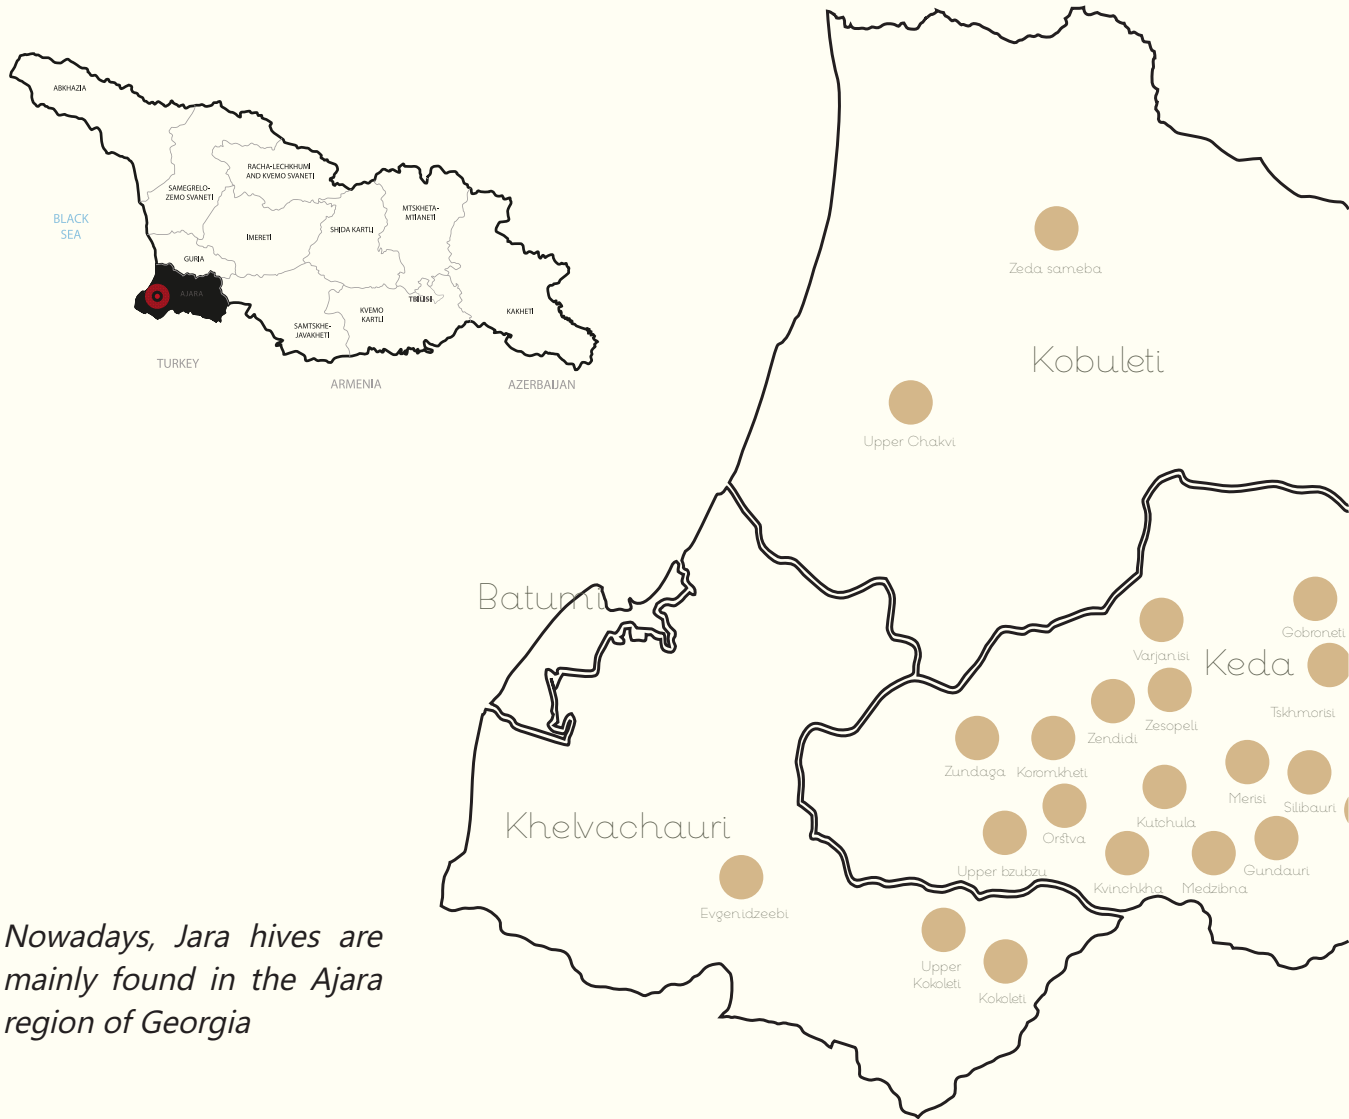 ABKHAZIA
RACHA-LECHKHUMI
AND KVEMO SVANETI
SAMEGRELO-
ZEMO SVANETI
MTSKHETA-
MTIANETI
BLACK
SEA
IMERETI
SHIDA KARTLI
GURIA
AJARA
TBILISI
KVEMO
KARTLI
KAKHETI
SAMTSKHE-
JAVAKHETI
TURKEY
ARMENIA
AZERBAIJAN
Zeda sameba
Kobuleti
Upper Chakvi
Batumi
Gobroneti
Varjanisi
Keda
Tskhmorisi
Zesopeli
Zendidi
Zundaga
Koromkheti
Merisi
Silibauri
Kutchula
Orstva
Khelvachauri
Upper bzubzu
Gundauri
Kvinchkha
Medzibna
Evgenidzeebi
Upper
Kokoleti
Kokoleti
Nowadays, Jara hives are
mainly found in the Ajara
region of Georgia